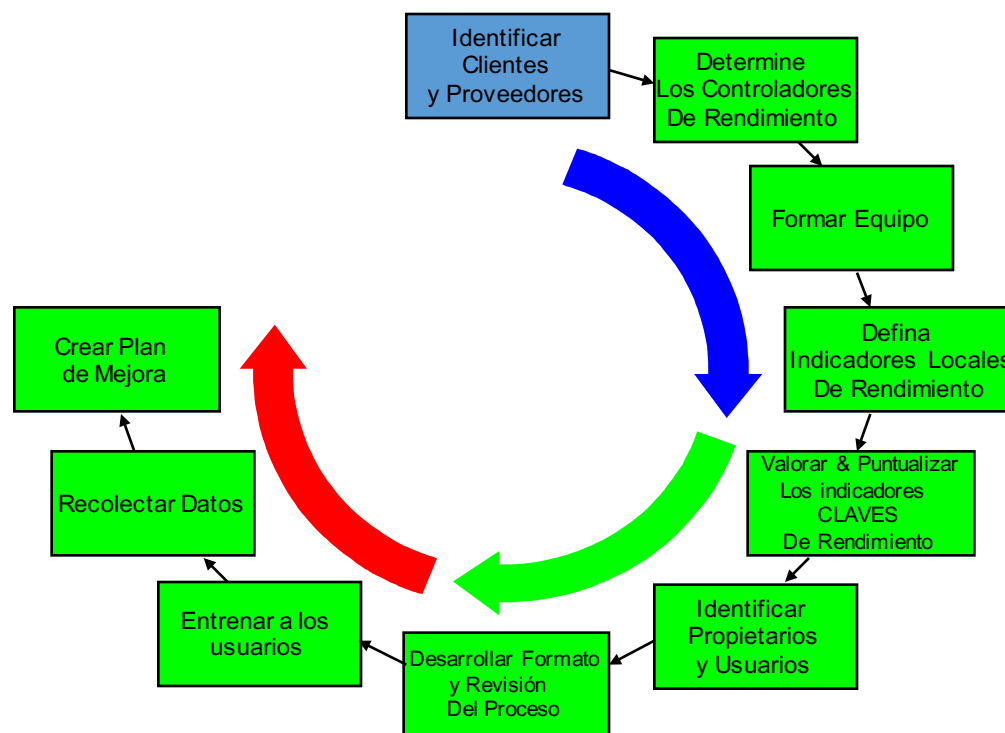 Identificar
Clientes
y Proveedores
Determine
Los Controladores
De Rendimiento
Formar Equipo
Defina
Indicadores Locales
De Rendimiento
Valorar & Puntualizar
Los indicadores
CLAVES
De Rendimiento
Identificar
Propietarios
y Usuarios
Desarrollar Formato
y Revisión
Del Proceso
Entrenar a los
usuarios
Recolectar Datos
Crear Plan
de Mejora